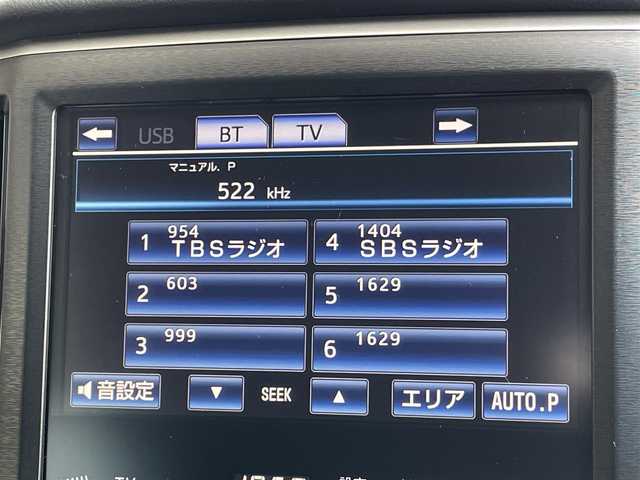 USB BT TV
マニュアル. P
522 kHz
1 954 TBSラジオ
4 1404 SBSラジオ
2 603
5 1629
3 999
6 1629
音設定 SEEK エリア AUTO.P
TV